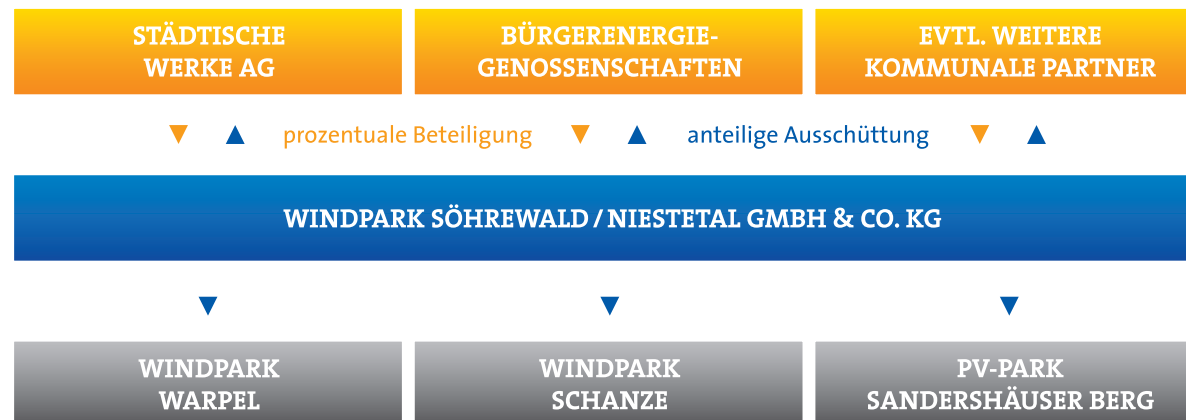 STÄDTISCHE
WERKE AG
BÜRGERENERGIE-
GENOSSENSCHAFTEN
EVTL. WEITERE
KOMMUNALE PARTNER
prozentuale Beteiligung
anteilige Ausschüttung
WINDPARK SÖHREWALD / NIESTETAL GMBH & CO. KG
WINDPARK
WARPEL
WINDPARK
SCHANZE
PV-PARK
SANDERSHÄUSER BERG